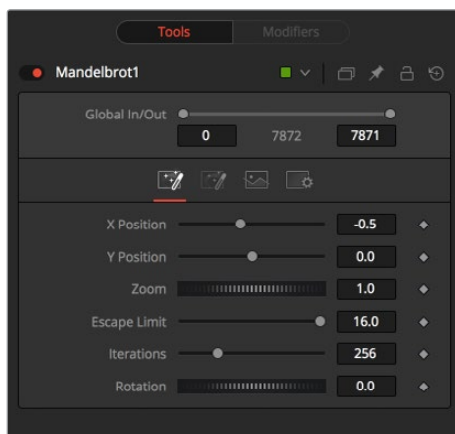 Tools Modifiers
Mandelbrot1
Global In/Out
0 7872 7871
X Position -0.5
Y Position 0.0
Zoom 1.0
Escape Limit 16.0
Iterations 256
Rotation 0.0